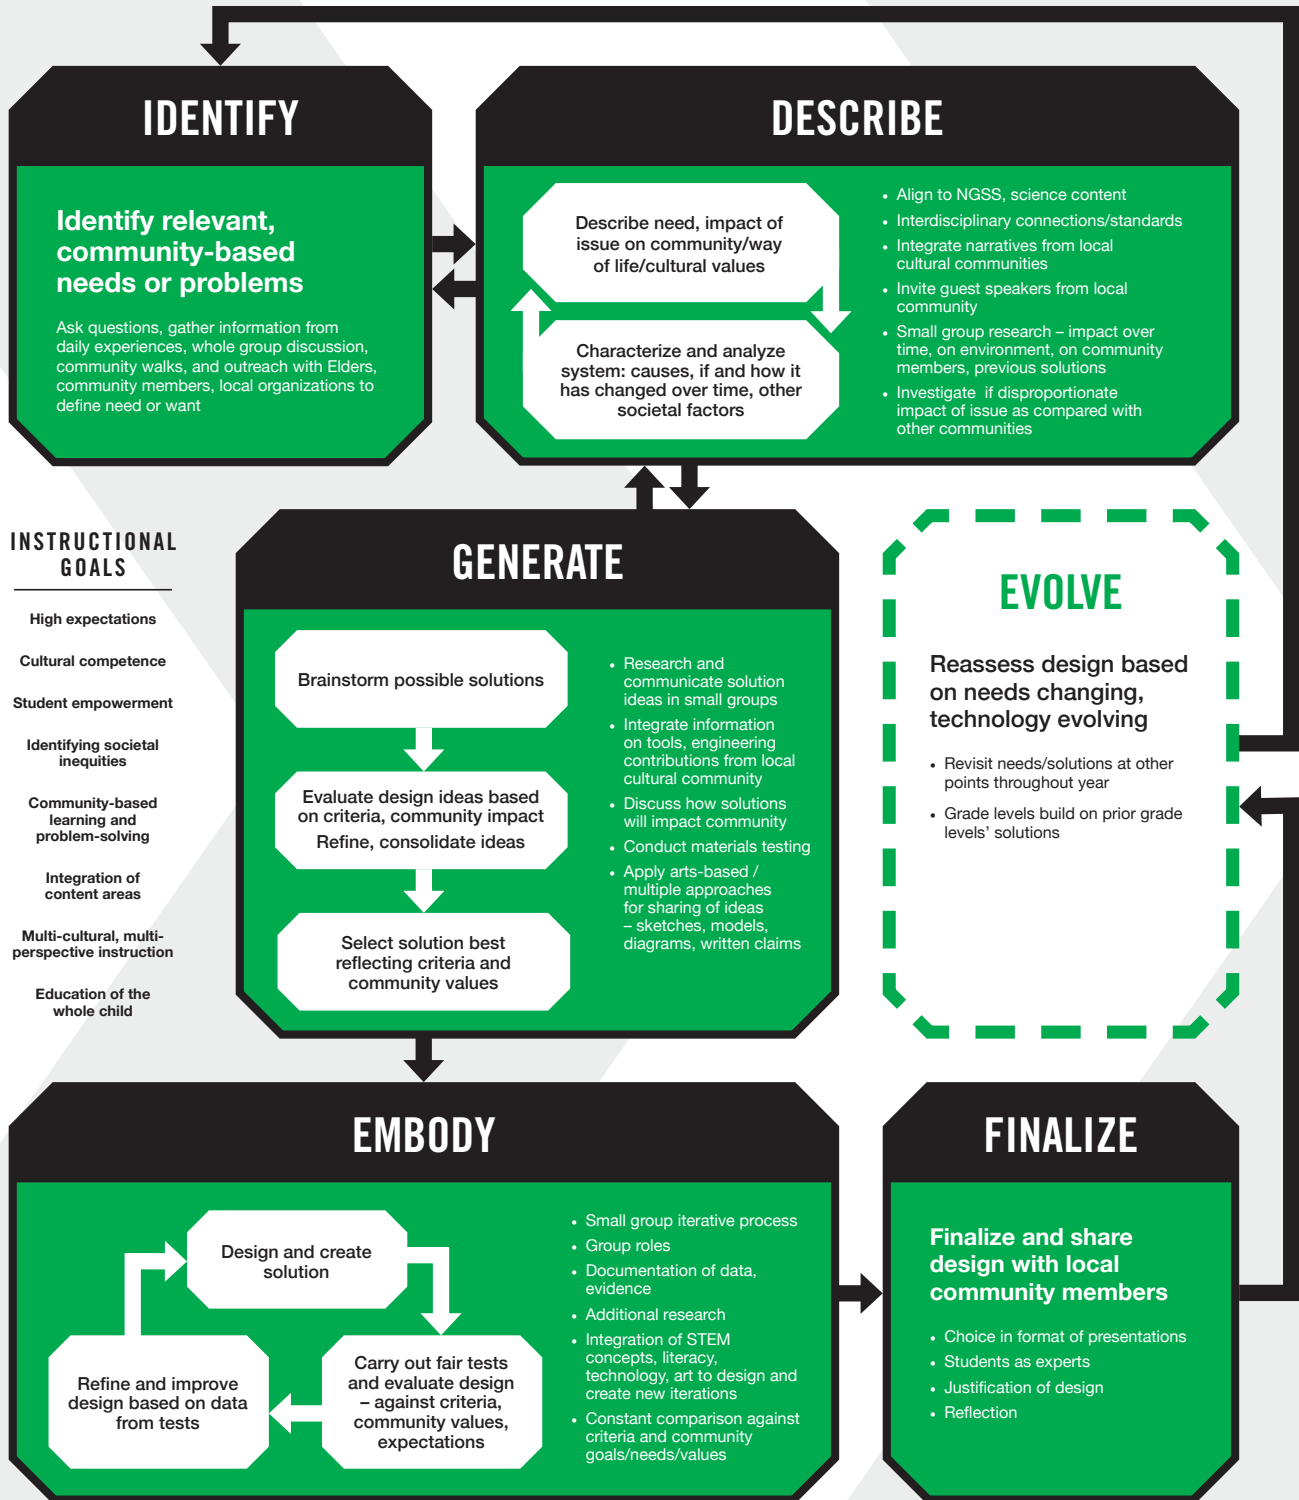 IDENTIFY
Identify relevant,
community-based
needs or problems
Ask questions, gather information from
daily experiences, whole group discussion,
community walks, and outreach with Elders,
community members, local organizations to
define need or want
DESCRIBE
Describe need, impact of
issue on community/way
of life/cultural values
Characterize and analyze
system: causes, if and how it
has changed over time, other
societal factors
• Align to NGSS, science content
• Interdisciplinary connections/standards
• Integrate narratives from local
cultural communities
• Invite guest speakers from local
community
• Small group research – impact over
time, on environment, on community
members, previous solutions
• Investigate if disproportionate
impact of issue as compared with
other communities
INSTRUCTIONAL
GOALS
High expectations
Cultural competence
Student empowerment
Identifying societal
inequities
Community-based
learning and
problem-solving
Integration of
content areas
Multi-cultural, multi-
perspective instruction
Education of the
whole child
GENERATE
Brainstorm possible solutions
Evaluate design ideas based
on criteria, community impact
Refine, consolidate ideas
Select solution best
reflecting criteria and
community values
• Research and
communicate solution
ideas in small groups
• Integrate information
on tools, engineering
contributions from local
cultural community
• Discuss how solutions
will impact community
• Conduct materials testing
• Apply arts-based /
multiple approaches
for sharing of ideas
– sketches, models,
diagrams, written claims
EVOLVE
Reassess design based
on needs changing,
technology evolving
• Revisit needs/solutions at other
points throughout year
• Grade levels build on prior grade
levels’ solutions
EMBODY
Design and create
solution
Carry out fair tests
and evaluate design
– against criteria,
community values,
expectations
Refine and improve
design based on data
from tests
• Small group iterative process
• Group roles
• Documentation of data,
evidence
• Additional research
• Integration of STEM
concepts, literacy,
technology, art to design and
create new iterations
• Constant comparison against
criteria and community
goals/needs/values
FINALIZE
Finalize and share
design with local
community members
• Choice in format of presentations
• Students as experts
• Justification of design
• Reflection